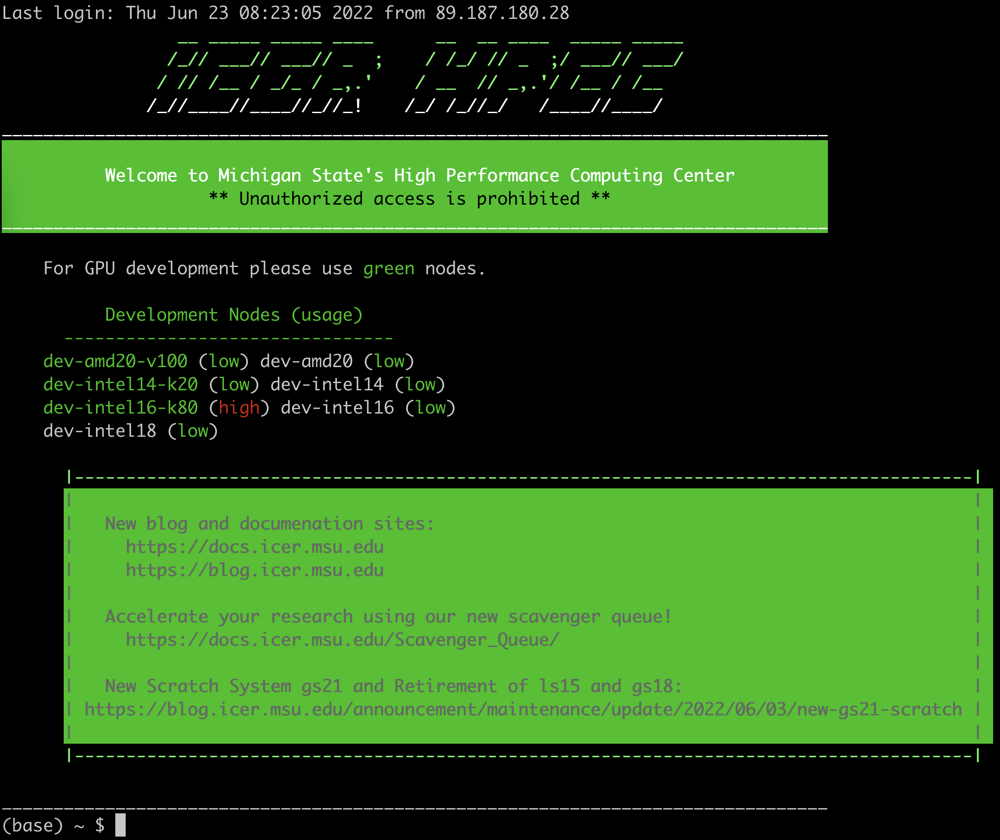 Last login: Thu Jun 23 08:23:05 2022 from 89.187.180.28
                 __ _____ _____ ____      __  __ ____  _____ _____
                /_// ___// ___// _  ;    / /_/ // _  ;/ ___// ___/
               / // /__ / _/_ / _,.'    / __  // _,.'/ /__ / /__
              /_//____//____//_//_!    /_/ /_//_/   /____//____/
________________________________________________________________________________
Welcome to Michigan State's High Performance Computing Center
** Unauthorized access is prohibited **
________________________________________________________________________________
For GPU development please use green nodes.
Development Nodes (usage)
--------------------------------
dev-amd20-v100 (low) dev-amd20 (low)
dev-intel14-k20 (low) dev-intel14 (low)
dev-intel16-k80 (high) dev-intel16 (low)
dev-intel18 (low)
|---------------------------------------------------------------------------------------|
|                                                                                       |
|   New blog and documenation sites:                                                    |
|     https://docs.icer.msu.edu                                                         |
|     https://blog.icer.msu.edu                                                         |
|                                                                                       |
|   Accelerate your research using our new scavenger queue!                             |
|     https://docs.icer.msu.edu/Scavenger_Queue/                                        |
|                                                                                       |
|   New Scratch System gs21 and Retirement of ls15 and gs18:                            |
| https://blog.icer.msu.edu/announcement/maintenance/update/2022/06/03/new-gs21-scratch |
|                                                                                       |
|---------------------------------------------------------------------------------------|
________________________________________________________________________________
(base) ~ $